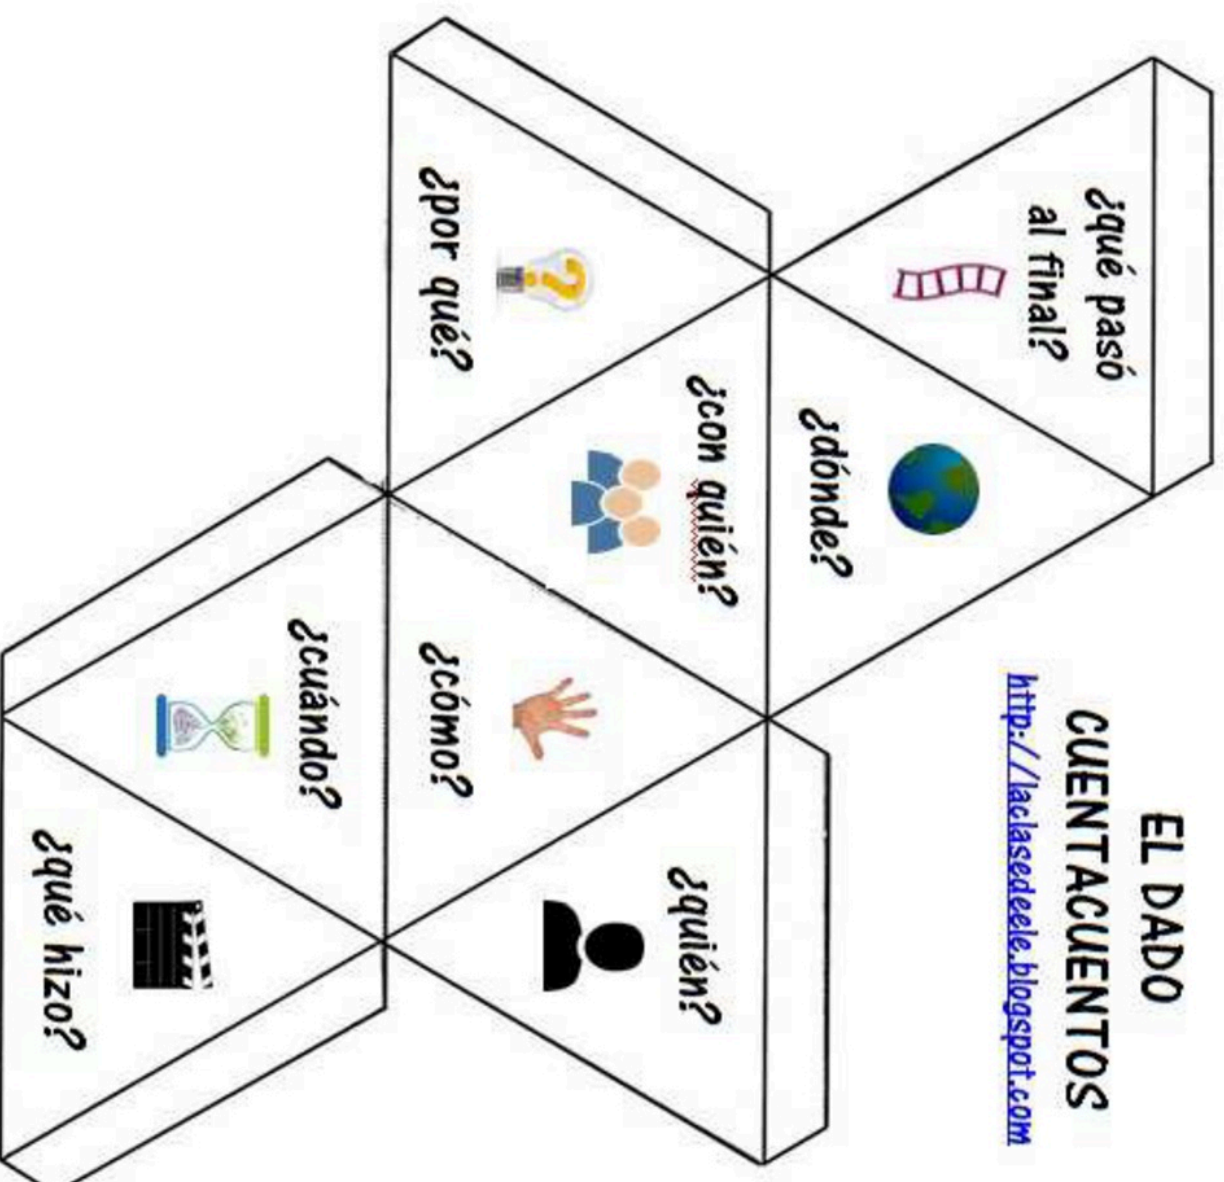 EL DADO
CUENTACUENTOS
http://laclasedeele.blogspot.com
¿qué pasó
al final?
¿dónde?
¿con quién?
¿por qué?
¿quién?
¿cómo?
¿cuándo?
¿qué hizo?